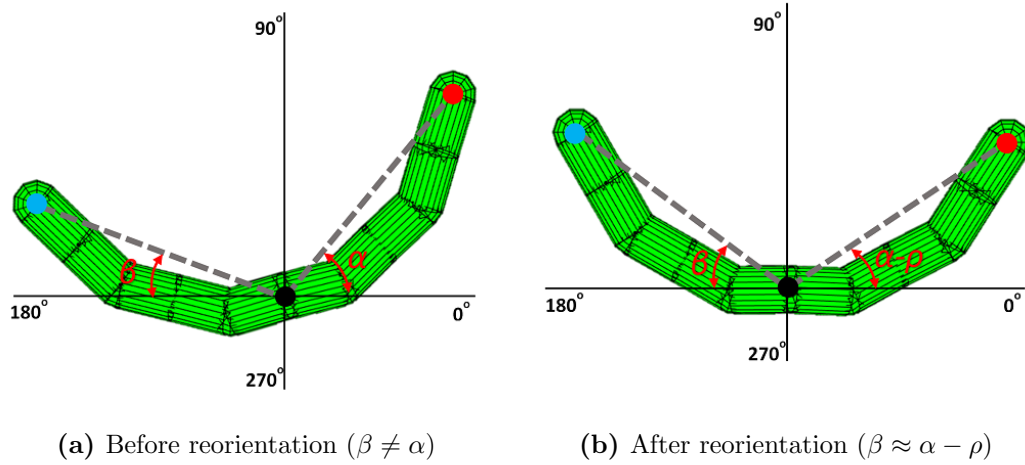 90°
β
α
180°
0°
270°
90°
β
α-ρ
180°
0°
270°
(a) Before reorientation (β ≠ α)
(b) After reorientation (β ≈ α − ρ)